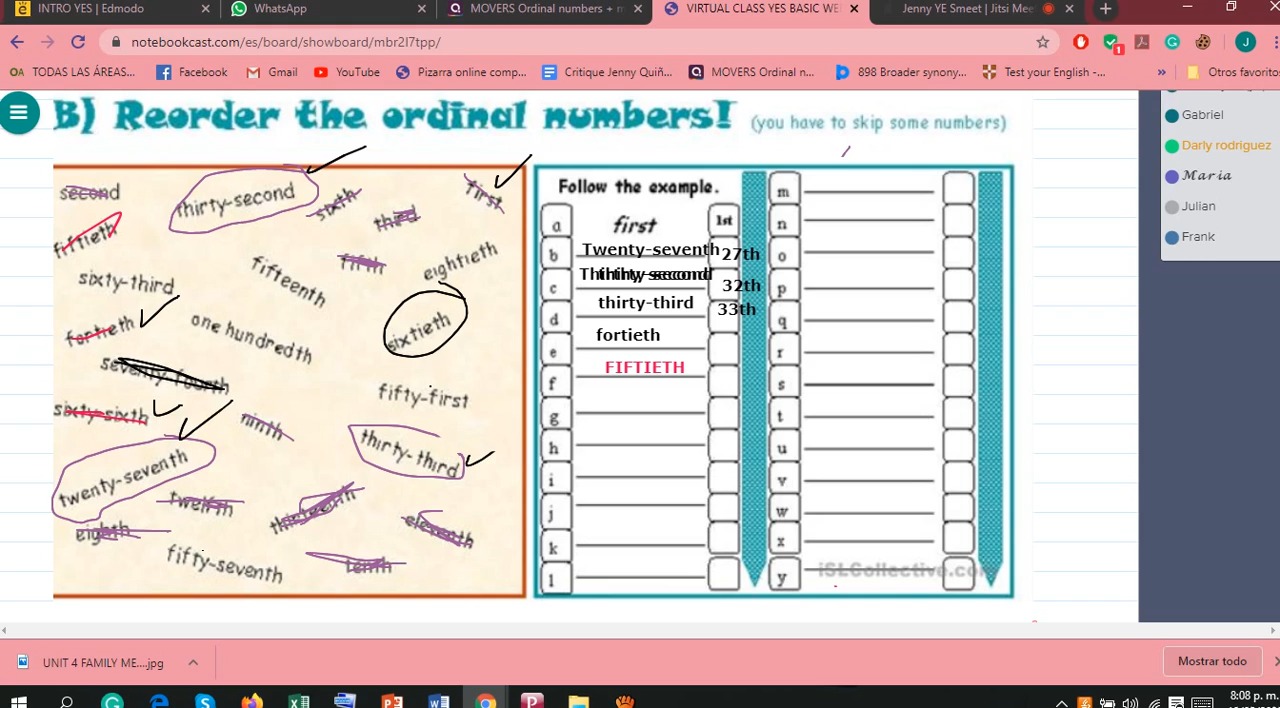 INTRO YES | Edmodo
WhatsApp
MOVERS Ordinal numbers + m
VIRTUAL CLASS YES BASIC WE
Jenny YE Smeet | Jitsi Mee
notebookcast.com/es/board/showboard/mbr2l7tpp/
1
J
TODAS LAS ÁREAS...
Facebook
Gmail
YouTube
Pizarra online comp...
Critique Jenny Quiñ...
MOVERS Ordinal n...
898 Broader synony...
Test your English -...
»
Otros favoritos
B) Reorder the ordinal numbers!
(you have to skip some numbers)
Gabriel
Darly rodriguez
Maria
Julian
Frank
second
thirty-second
sixth
first
third
fiftieth
fifth
eightieth
sixty-third
fifteenth
fortieth
one hundredth
sixtieth
seventy-fourth
fifty-first
sixty-sixth
ninth
thirty-third
twenty-seventh
twelfth
thirteenth
eleventh
eighth
fifty-seventh
tenth
Follow the example.
a first 1st
b Twenty-seventh 27th
c Thirthy-second 32th
d thirty-third 33th
e fortieth
f FIFTIETH
g
h
i
j
k
l
m
n
o
p
q
r
s
t
u
v
w
x
y
iSLCollective.com
UNIT 4 FAMILY ME....jpg
Mostrar todo
8:08 p. m.